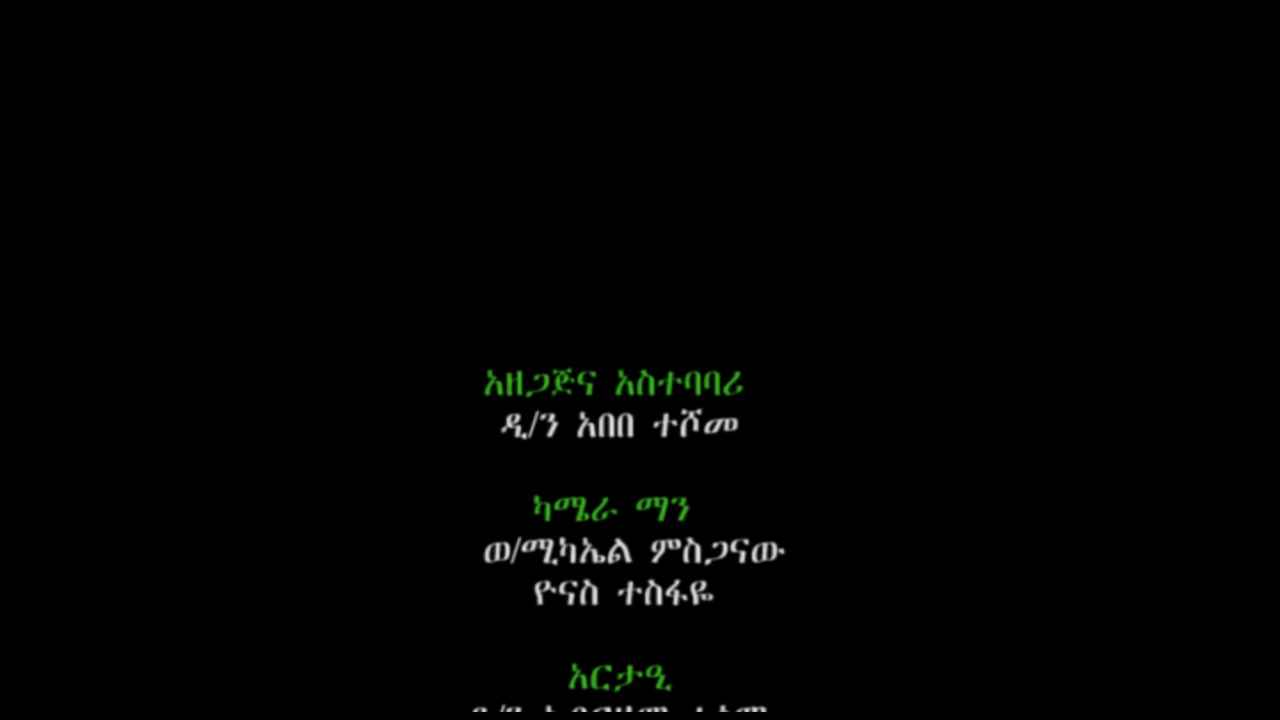 አዘጋጅና አስተባባሪ
ዲ/ን አበበ ተሾመ
ካሜራ ማን
ወ/ሚካኤል ምስጋናው
ዮናስ ተስፋዬ
አርታዒ